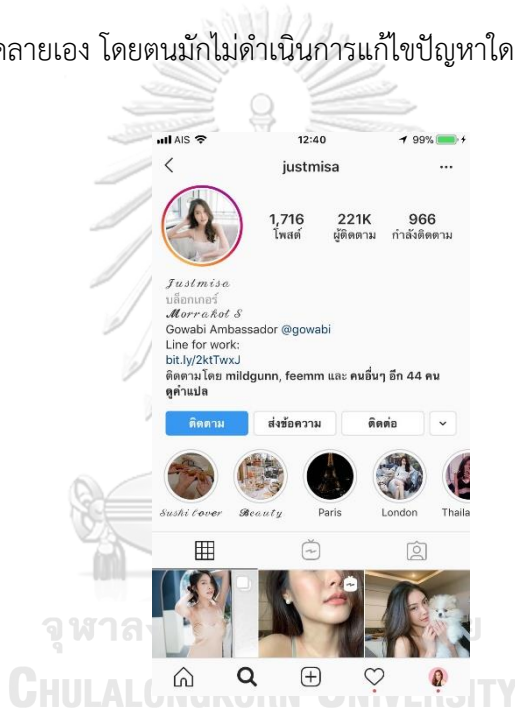 คลายเอง โดยตนมักไม่ดำเนินการแก้ไขปัญหาใด
AIS 12:40 99%
justmisa
1,716 221K 966
โพสต์ ผู้ติดตาม กำลังติดตาม
Justmisa
บล็อกเกอร์
Morrakot S
Gowabi Ambassador @gowabi
Line for work:
bit.ly/2ktTwxJ
ติดตามโดย mildgunn, feemm และ คนอื่นๆ อีก 44 คน
ดูคำแปล
ติดตาม ส่งข้อความ ติดต่อ
Sushi Lover Beauty Paris London Thaila
จุฬาล
CHULALONGKORN UNIVERSITY